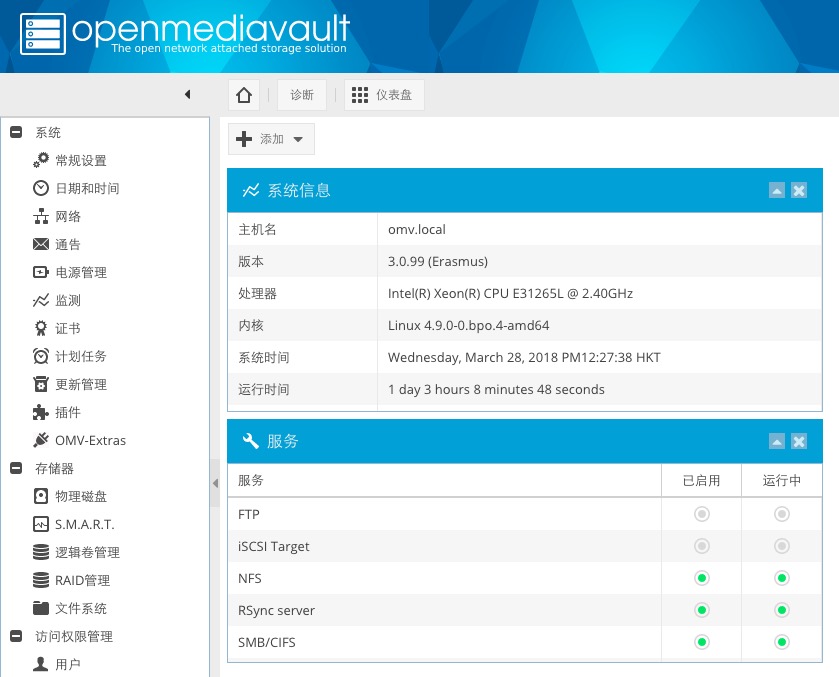 openmediavault
The open network attached storage solution
诊断
仪表盘
系统
常规设置
日期和时间
网络
通告
电源管理
监测
证书
计划任务
更新管理
插件
OMV-Extras
存储器
物理磁盘
S.M.A.R.T.
逻辑卷管理
RAID管理
文件系统
访问权限管理
用户
添加
系统信息
主机名 omv.local
版本 3.0.99 (Erasmus)
处理器 Intel(R) Xeon(R) CPU E31265L @ 2.40GHz
内核 Linux 4.9.0-0.bpo.4-amd64
系统时间 Wednesday, March 28, 2018 PM12:27:38 HKT
运行时间 1 day 3 hours 8 minutes 48 seconds
服务
服务 已启用 运行中
FTP
iSCSI Target
NFS
RSync server
SMB/CIFS